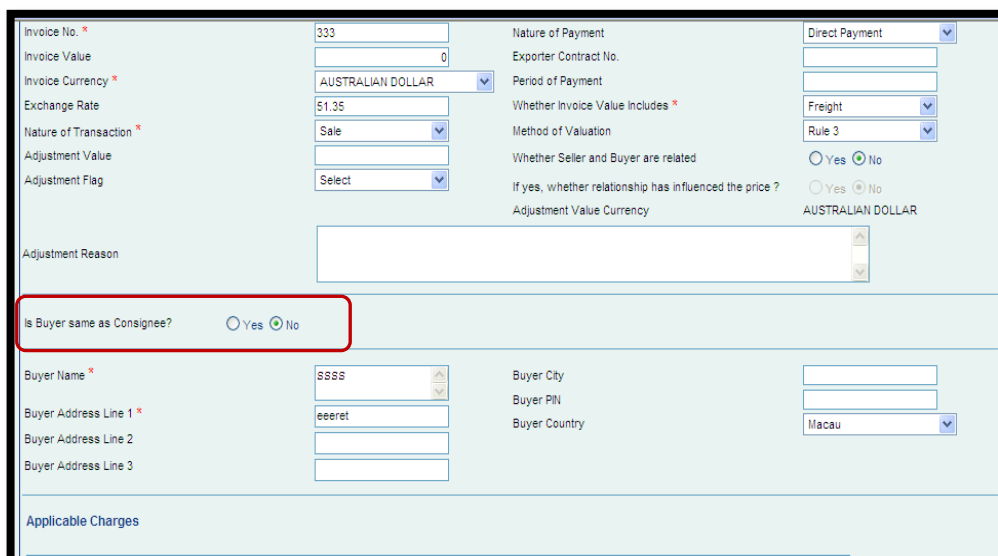 Invoice No. * 333 Nature of Payment Direct Payment
Invoice Value 0 Exporter Contract No.
Invoice Currency * AUSTRALIAN DOLLAR Period of Payment
Exchange Rate 51.35 Whether Invoice Value Includes * Freight
Nature of Transaction * Sale Method of Valuation Rule 3
Adjustment Value Whether Seller and Buyer are related Yes No
Adjustment Flag Select If yes, whether relationship has influenced the price ? Yes No
Adjustment Value Currency AUSTRALIAN DOLLAR
Adjustment Reason
Is Buyer same as Consignee? Yes No
Buyer Name * ssss Buyer City
Buyer PIN
Buyer Address Line 1 * eeeret Buyer Country Macau
Buyer Address Line 2
Buyer Address Line 3
Applicable Charges